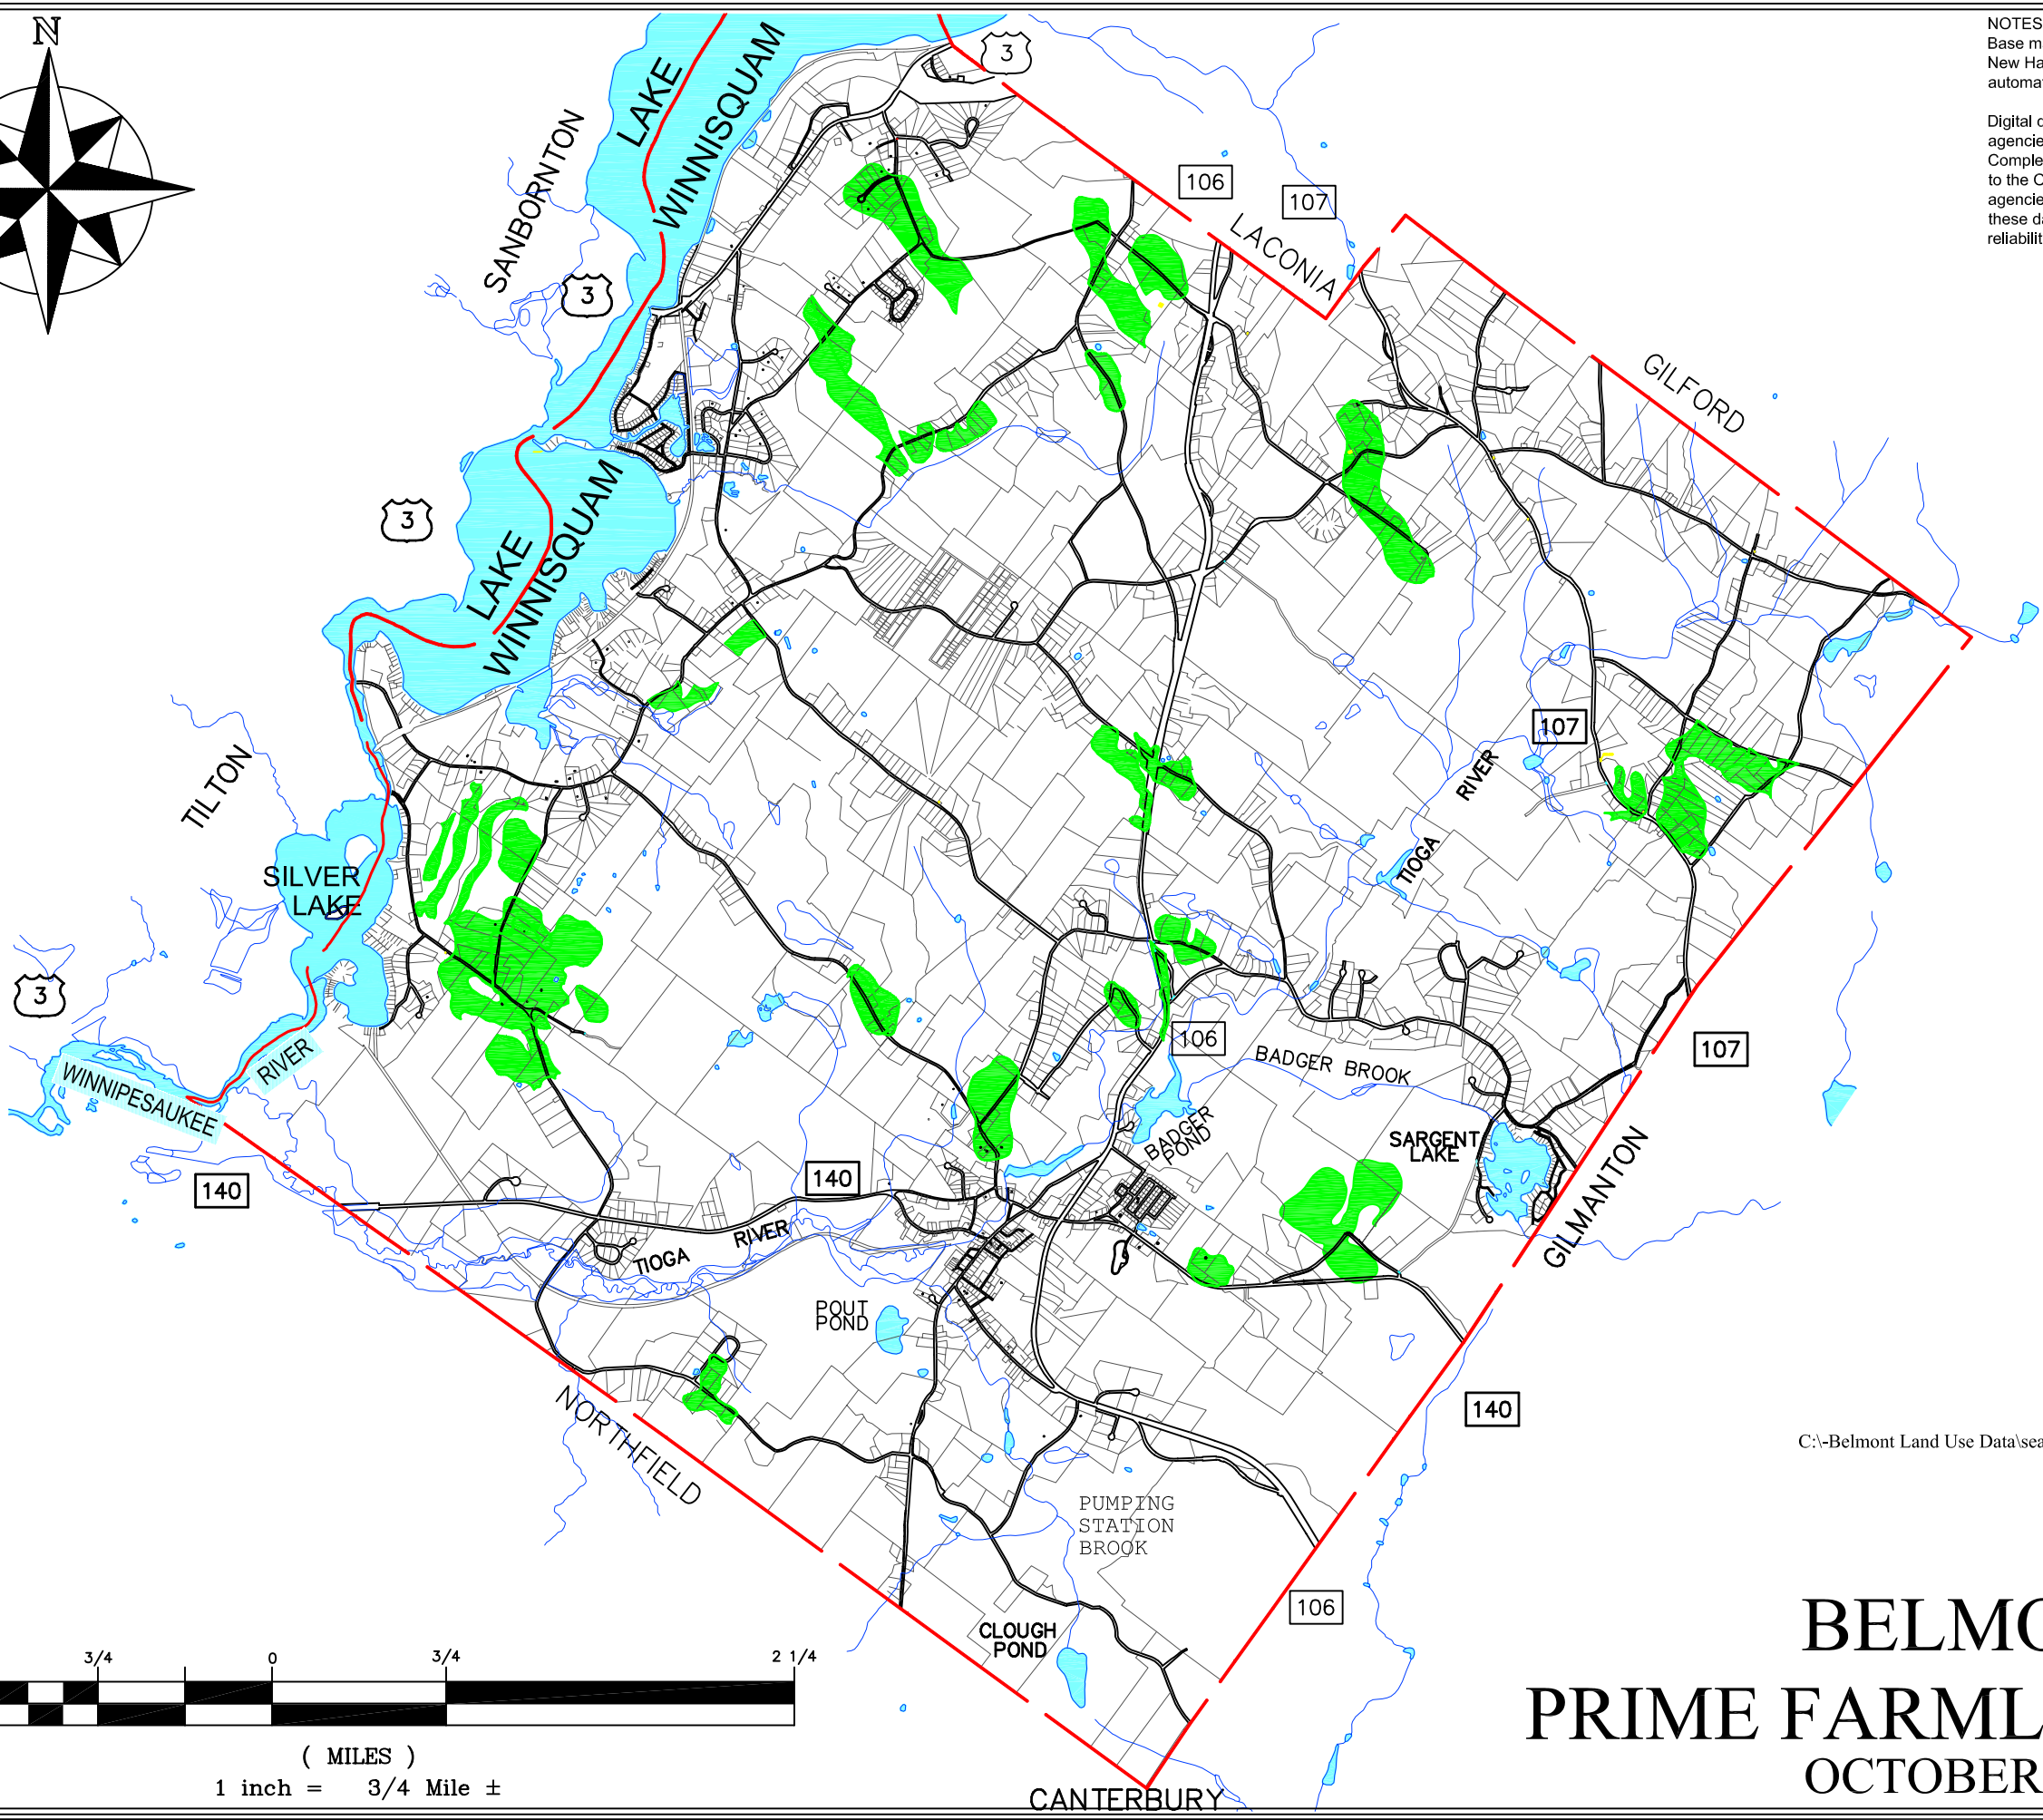 N
NOTES
Base m
New Ha
automa
Digital d
agencie
Comple
to the C
agencie
these da
reliabilit
3
LAKE
WINNISQUAM
SANBORNTON
3
106
107
LACONIA
GILFORD
3
LAKE
WINNISQUAM
TILTON
SILVER
LAKE
107
TIOGA
RIVER
3
WINNIPESAUKEE
RIVER
106
BADGER BROOK
107
BADGER
POND
SARGENT
LAKE
GILMANTON
140
140
TIOGA
RIVER
POUT
POND
NORTHFIELD
140
C:\-Belmont Land Use Data\sea
PUMPING
STATION
BROOK
106
CLOUGH
POND
CANTERBURY
3/4
0
3/4
2 1/4
( MILES )
1 inch = 3/4 Mile ±
BELMO
PRIME FARML
OCTOBER